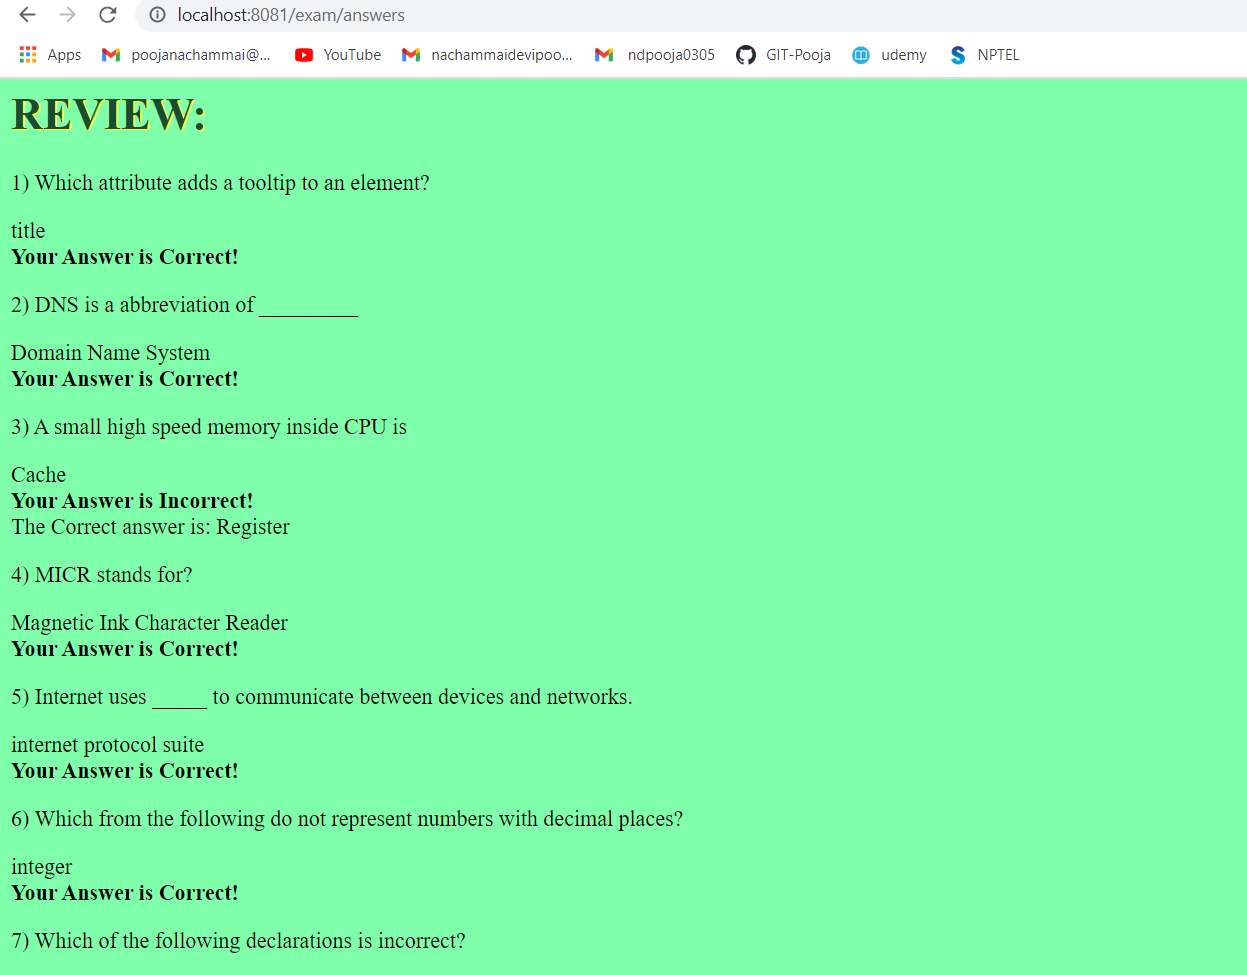 localhost:8081/exam/answers
Apps poojanachammai@... YouTube nachammaidevipoo... ndpooja0305 GIT-Pooja udemy NPTEL
REVIEW:
1) Which attribute adds a tooltip to an element?
title
Your Answer is Correct!
2) DNS is a abbreviation of _________
Domain Name System
Your Answer is Correct!
3) A small high speed memory inside CPU is
Cache
Your Answer is Incorrect!
The Correct answer is: Register
4) MICR stands for?
Magnetic Ink Character Reader
Your Answer is Correct!
5) Internet uses _____ to communicate between devices and networks.
internet protocol suite
Your Answer is Correct!
6) Which from the following do not represent numbers with decimal places?
integer
Your Answer is Correct!
7) Which of the following declarations is incorrect?